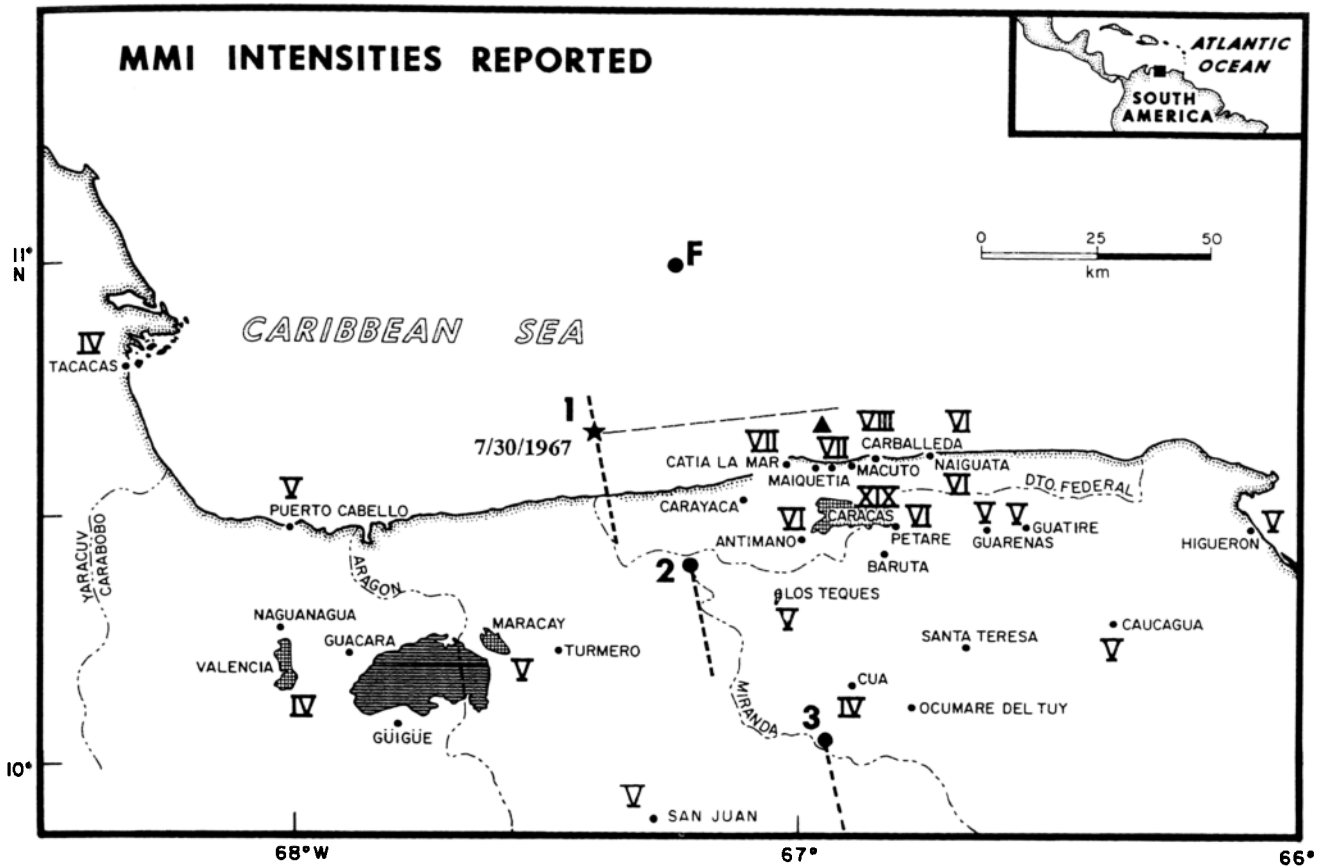 MMI INTENSITIES REPORTED
ATLANTIC
OCEAN
SOUTH
AMERICA
11°
N
F
0 25 50
km
CARIBBEAN SEA
IV
TACACAS
1
7/30/1967
VIII
VI
VII
VII
CARBALLEDA
CATIA LA MAR
MACUTO
NAIGUATA
MAIQUETIA
V
PUERTO CABELLO
CARAYACA
XIX
VI
DTO. FEDERAL
CARACAS
VI
VI
V
V
V
ANTIMANO
PETARE
GUARENAS
GUATIRE
HIGUERON
BARUTA
YARACUV
CARABOBO
ARAGON
2
LOS TEQUES
V
NAGUANAGUA
GUACARA
MARACAY
TURMERO
VALENCIA
V
SANTA TERESA
CAUCAGUA
V
IV
GÜIGÜE
MIRANDA
CUA
IV
OCUMARE DEL TUY
3
10°
V
SAN JUAN
68°W
67°
66°